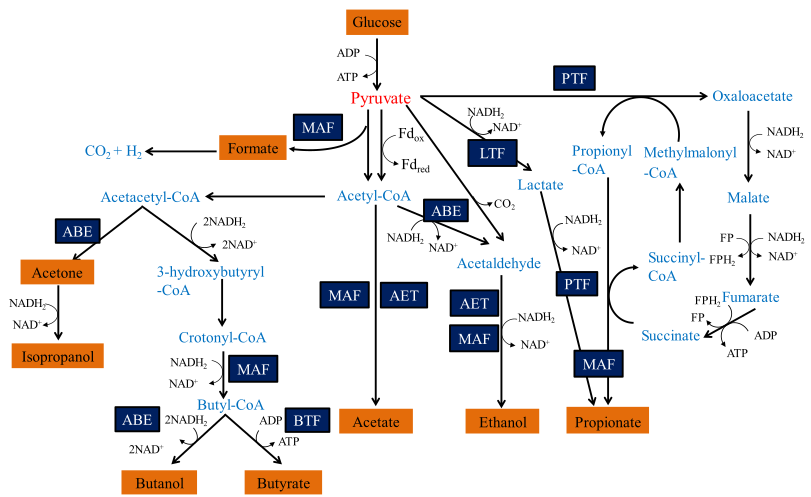 Glucose
ADP
ATP
PTF
Pyruvate
Oxaloacetate
MAF
NADH₂
NAD⁺
LTF
Fdox
Fdred
NADH₂
NAD⁺
CO₂ + H₂
Formate
Propionyl
-CoA
Methylmalonyl
-CoA
Lactate
Malate
Acetacetyl-CoA
Acetyl-CoA
ABE
CO₂
NADH₂
NAD⁺
ABE
2NADH₂
2NAD⁺
NADH₂
NAD⁺
FP
FPH₂
NADH₂
NAD⁺
Acetone
3-hydroxybutyryl
-CoA
Acetaldehyde
Succinyl-
CoA
NADH₂
NAD⁺
MAF
AET
AET
MAF
PTF
NADH₂
NAD⁺
FPH₂
FP
Fumarate
ADP
ATP
Succinate
Isopropanol
Crotonyl-CoA
NADH₂
NAD⁺
MAF
MAF
Butyl-CoA
ABE
2NADH₂
2NAD⁺
ADP
ATP
BTF
Acetate
Ethanol
Propionate
Butanol
Butyrate